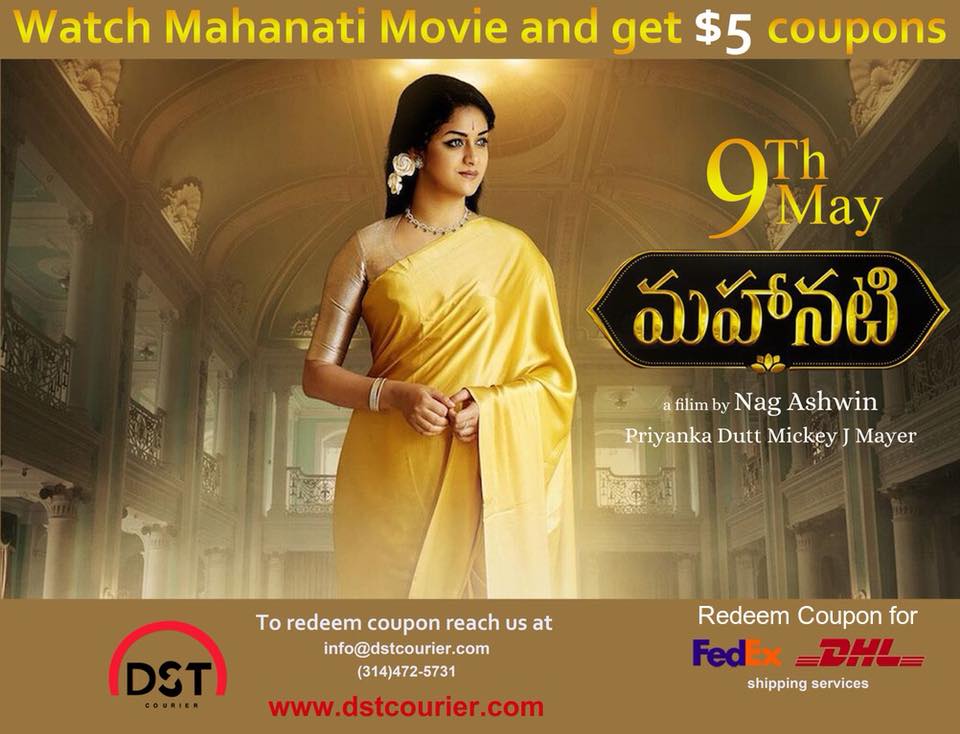 Watch Mahanati Movie and get $5 coupons
9Th
May
మహానటి
a filim by Nag Ashwin
Priyanka Dutt Mickey J Mayer
To redeem coupon reach us at
info@dstcourier.com
(314)472-5731
www.dstcourier.com
DST
COURIER
Redeem Coupon for
FedEx DHL
shipping services